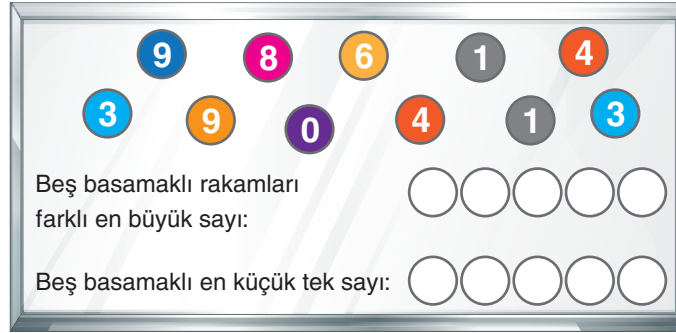 9 8 6 1 4
3 9 0 4 1 3
Beş basamaklı rakamları
farklı en büyük sayı:
Beş basamaklı en küçük tek sayı: